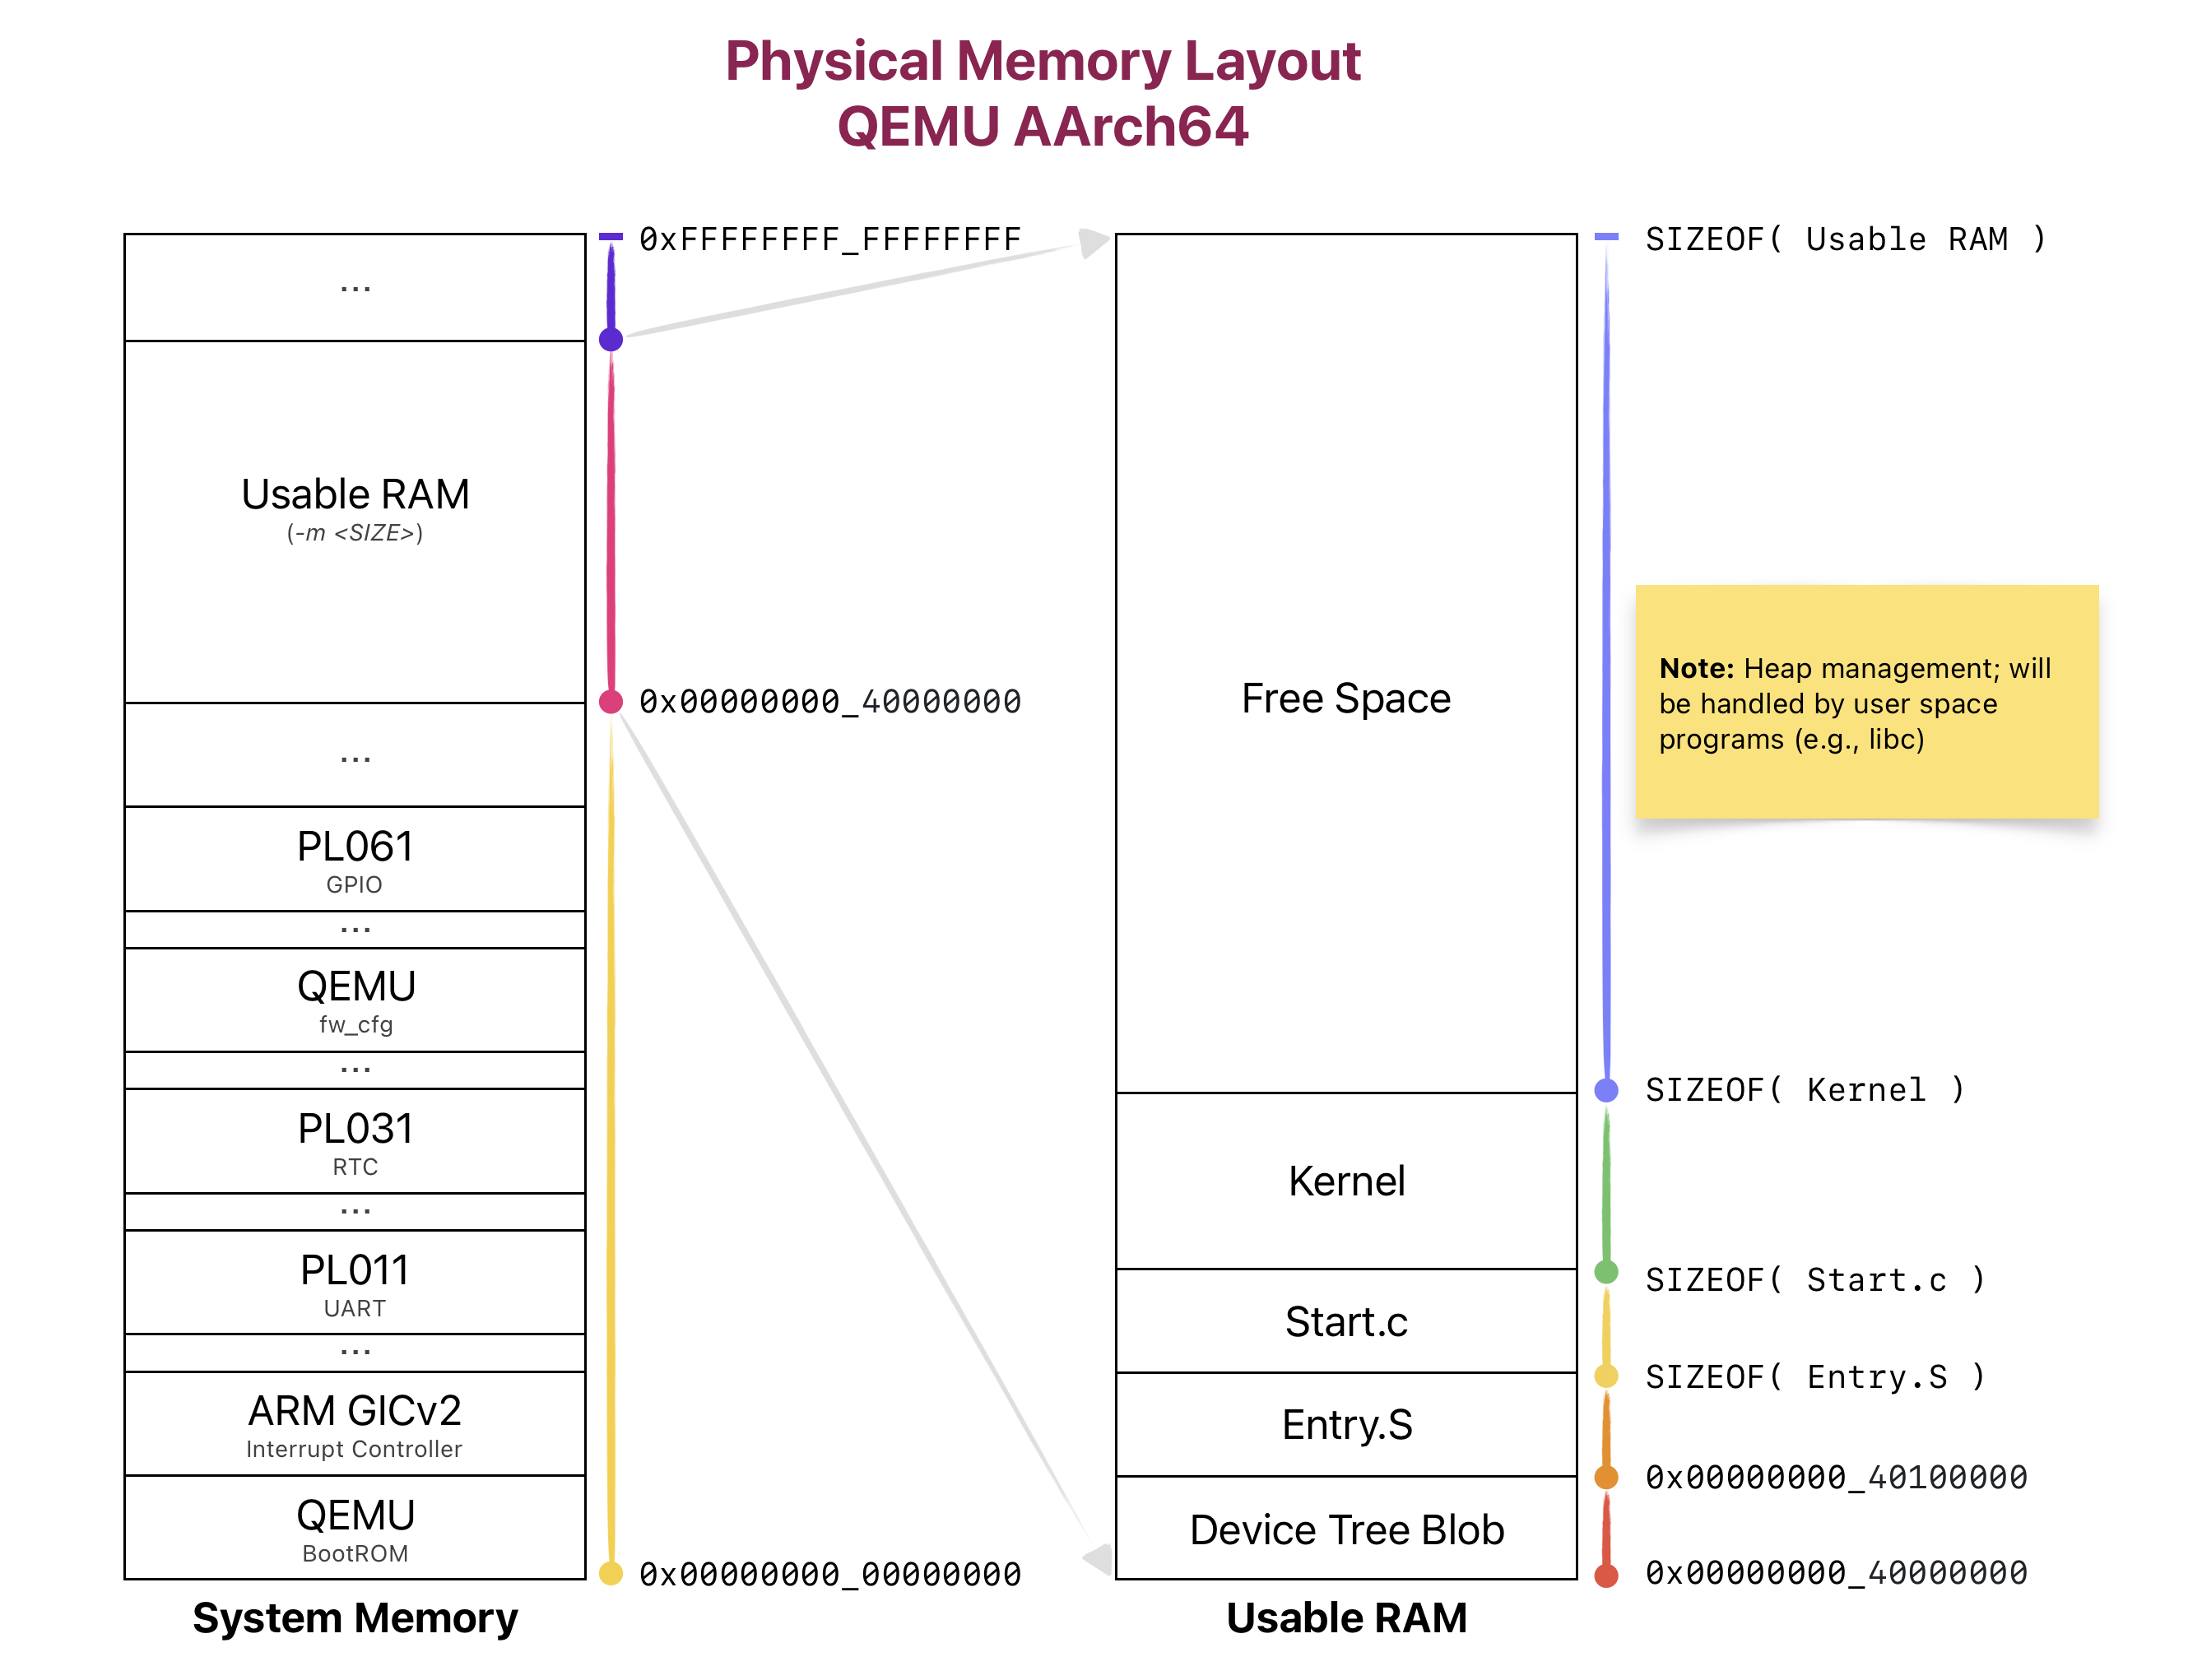 Physical Memory Layout
QEMU AArch64
...
0xFFFFFFFF_FFFFFFFF
Usable RAM
(-m <SIZE>)
0x00000000_40000000
...
PL061
GPIO
...
QEMU
fw_cfg
...
PL031
RTC
...
PL011
UART
...
ARM GICv2
Interrupt Controller
QEMU
BootROM
0x00000000_00000000
System Memory
SIZEOF( Usable RAM )
Free Space
Note: Heap management; will
be handled by user space
programs (e.g., libc)
SIZEOF( Kernel )
Kernel
SIZEOF( Start.c )
Start.c
SIZEOF( Entry.S )
Entry.S
0x00000000_40100000
Device Tree Blob
0x00000000_40000000
Usable RAM